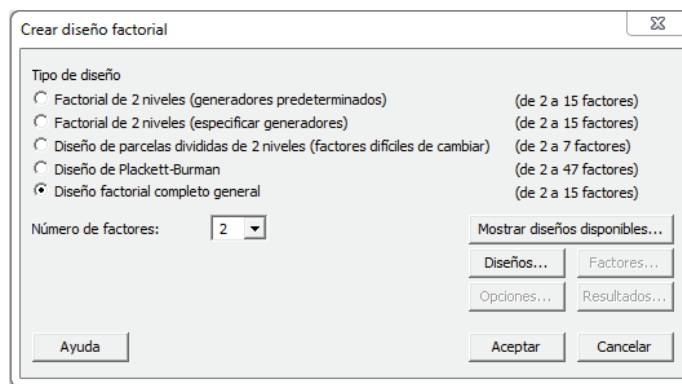 Crear diseño factorial
Tipo de diseño
Factorial de 2 niveles (generadores predeterminados) (de 2 a 15 factores)
Factorial de 2 niveles (especificar generadores) (de 2 a 15 factores)
Diseño de parcelas divididas de 2 niveles (factores difíciles de cambiar) (de 2 a 7 factores)
Diseño de Plackett-Burman (de 2 a 47 factores)
Diseño factorial completo general (de 2 a 15 factores)
Número de factores: 2 Mostrar diseños disponibles...
Diseños... Factores...
Opciones... Resultados...
Ayuda Aceptar Cancelar